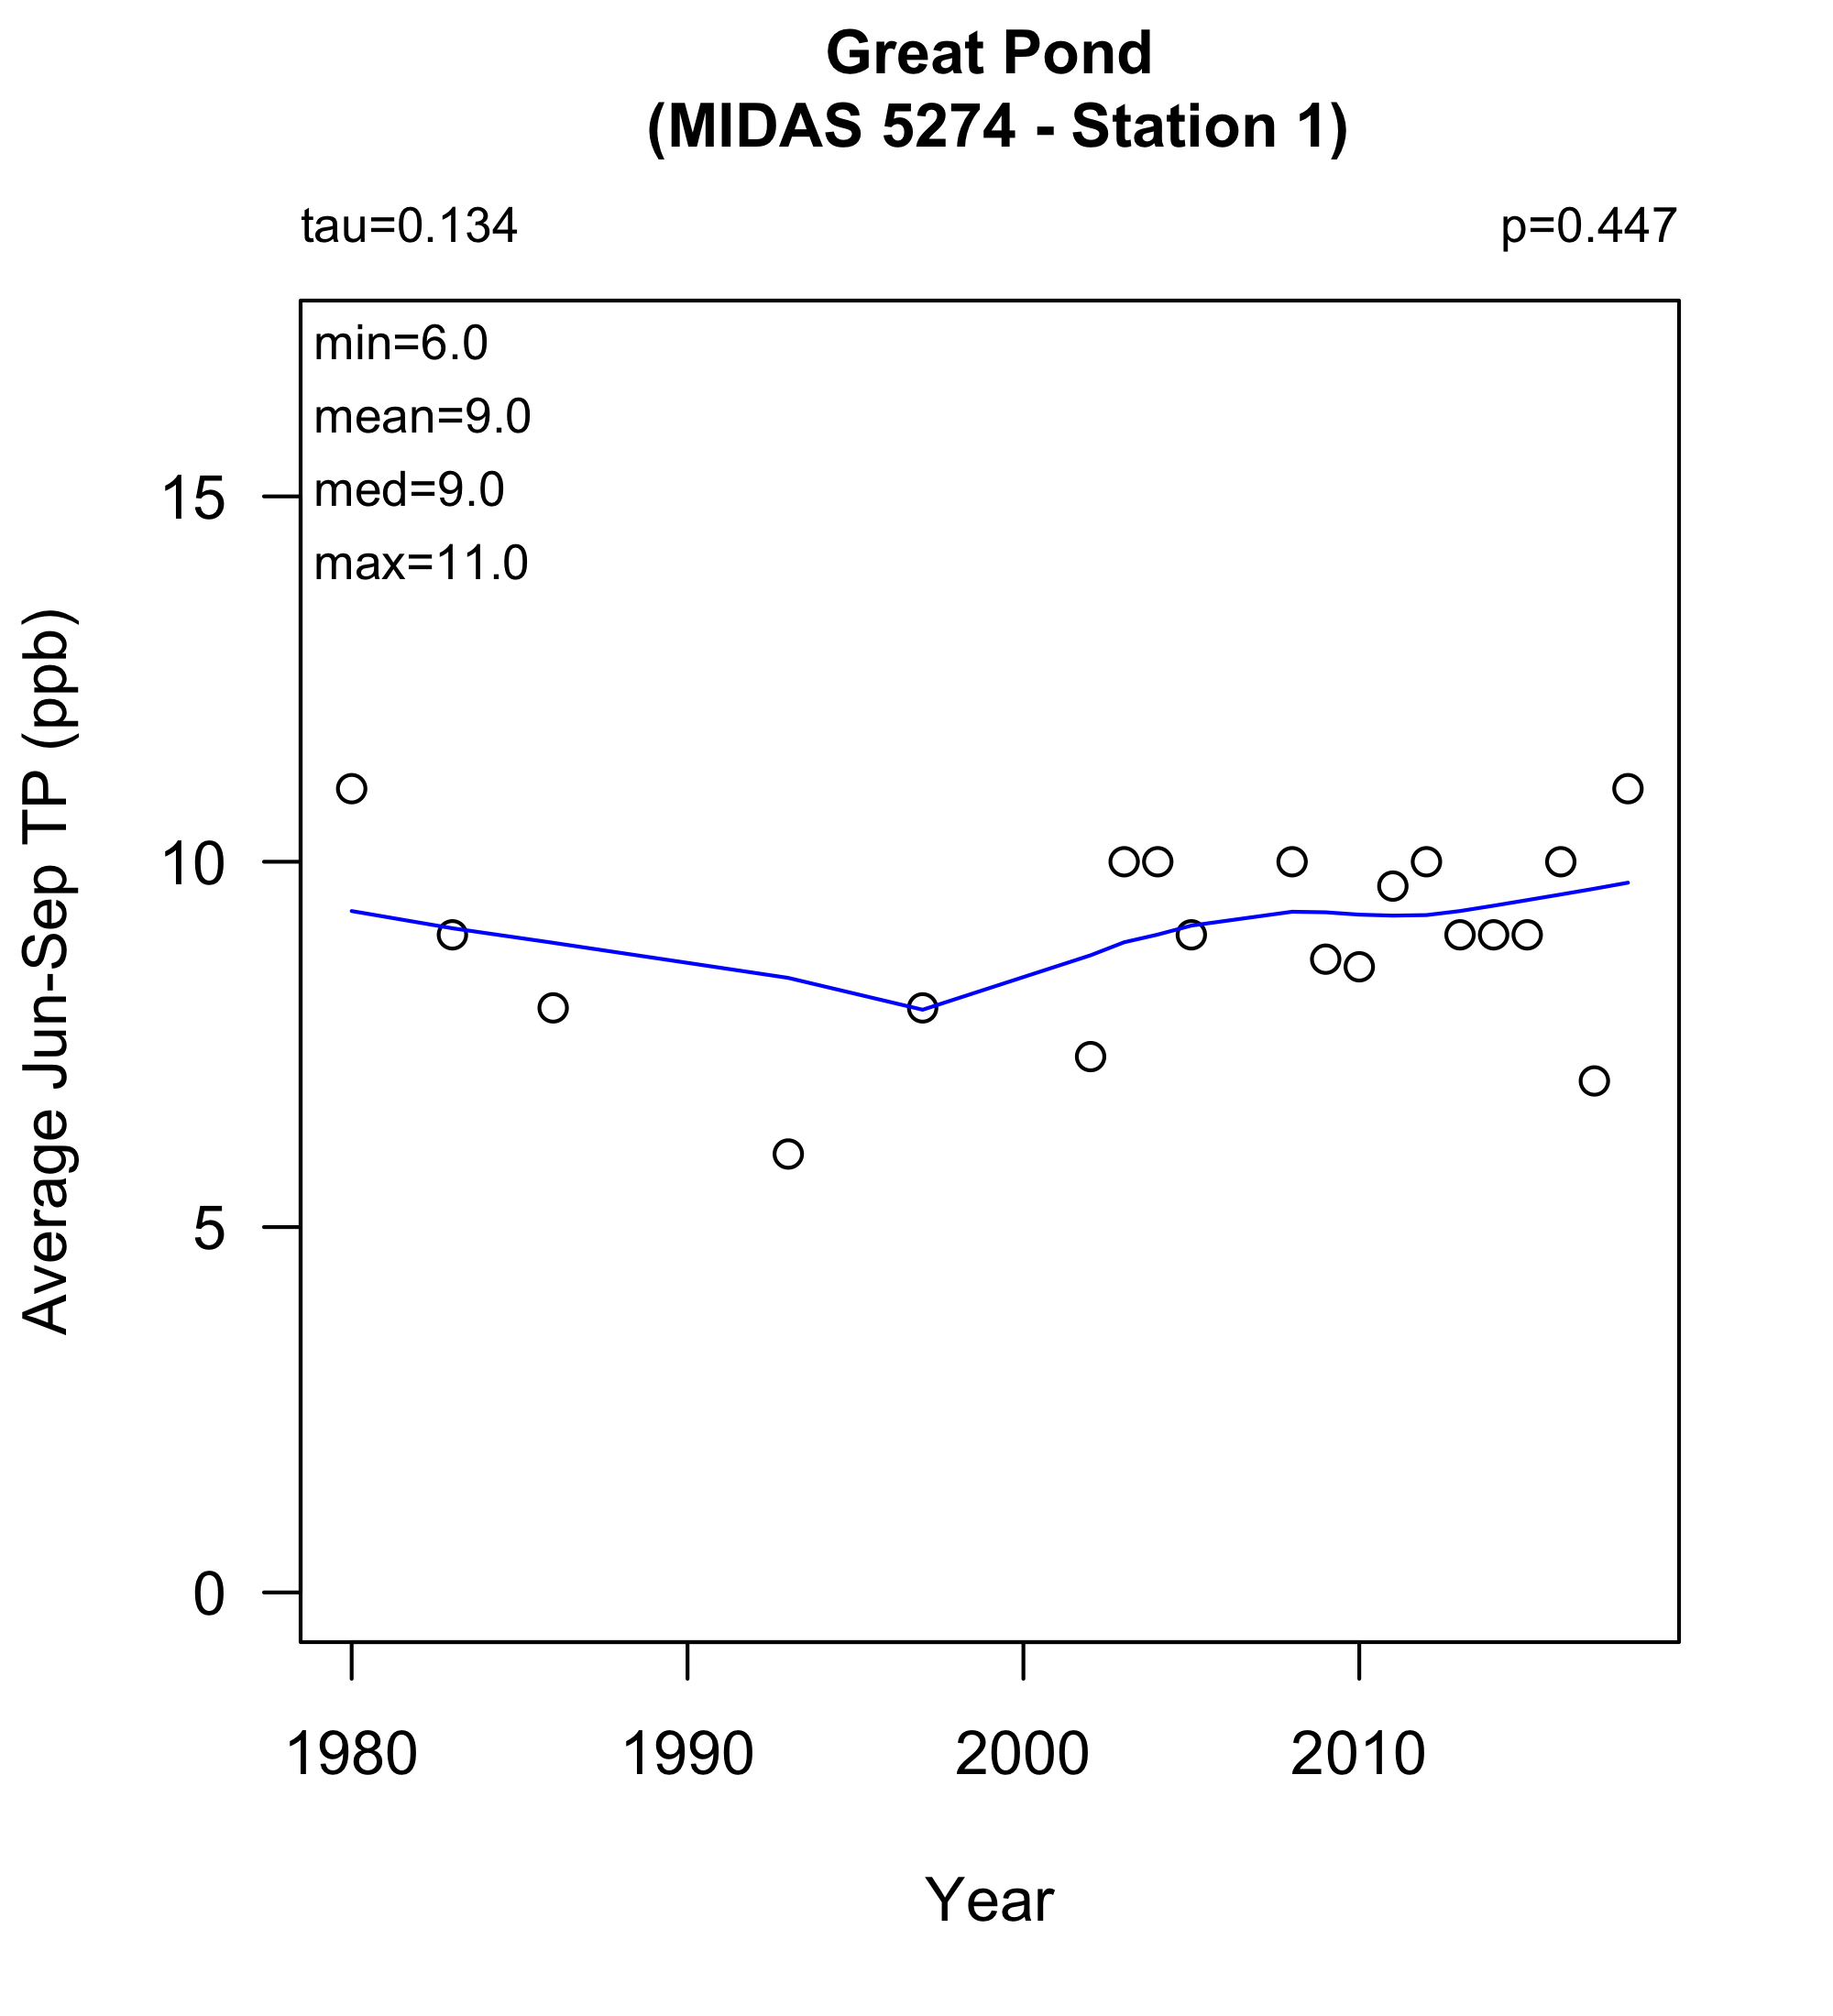 Great Pond
(MIDAS 5274 - Station 1)
tau=0.134
p=0.447
min=6.0
mean=9.0
med=9.0
max=11.0
15
10
5
0
Average Jun-Sep TP (ppb)
1980
1990
2000
2010
Year